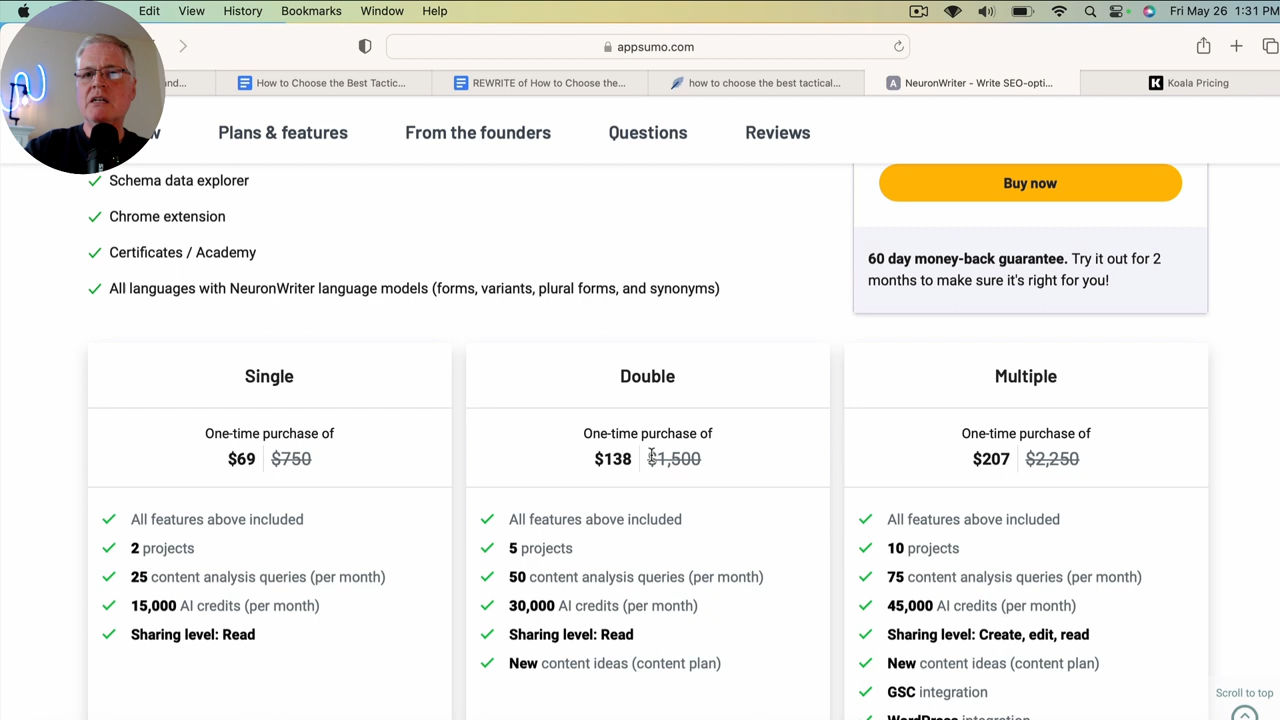 Edit View History Bookmarks Window Help Fri May 26 1:31 PM
appsumo.com
How to Choose the Best Tactic... REWRITE of How to Choose the... how to choose the best tactical... A NeuronWriter - Write SEO-opti... K Koala Pricing
Plans & features From the founders Questions Reviews
Schema data explorer
Chrome extension
Certificates / Academy
All languages with NeuronWriter language models (forms, variants, plural forms, and synonyms)
Buy now
60 day money-back guarantee. Try it out for 2
months to make sure it's right for you!
Single
One-time purchase of
$69 $750
All features above included
2 projects
25 content analysis queries (per month)
15,000 AI credits (per month)
Sharing level: Read
Double
One-time purchase of
$138 $1,500
All features above included
5 projects
50 content analysis queries (per month)
30,000 AI credits (per month)
Sharing level: Read
New content ideas (content plan)
Multiple
One-time purchase of
$207 $2,250
All features above included
10 projects
75 content analysis queries (per month)
45,000 AI credits (per month)
Sharing level: Create, edit, read
New content ideas (content plan)
GSC integration
WordPress integration
Scroll to top